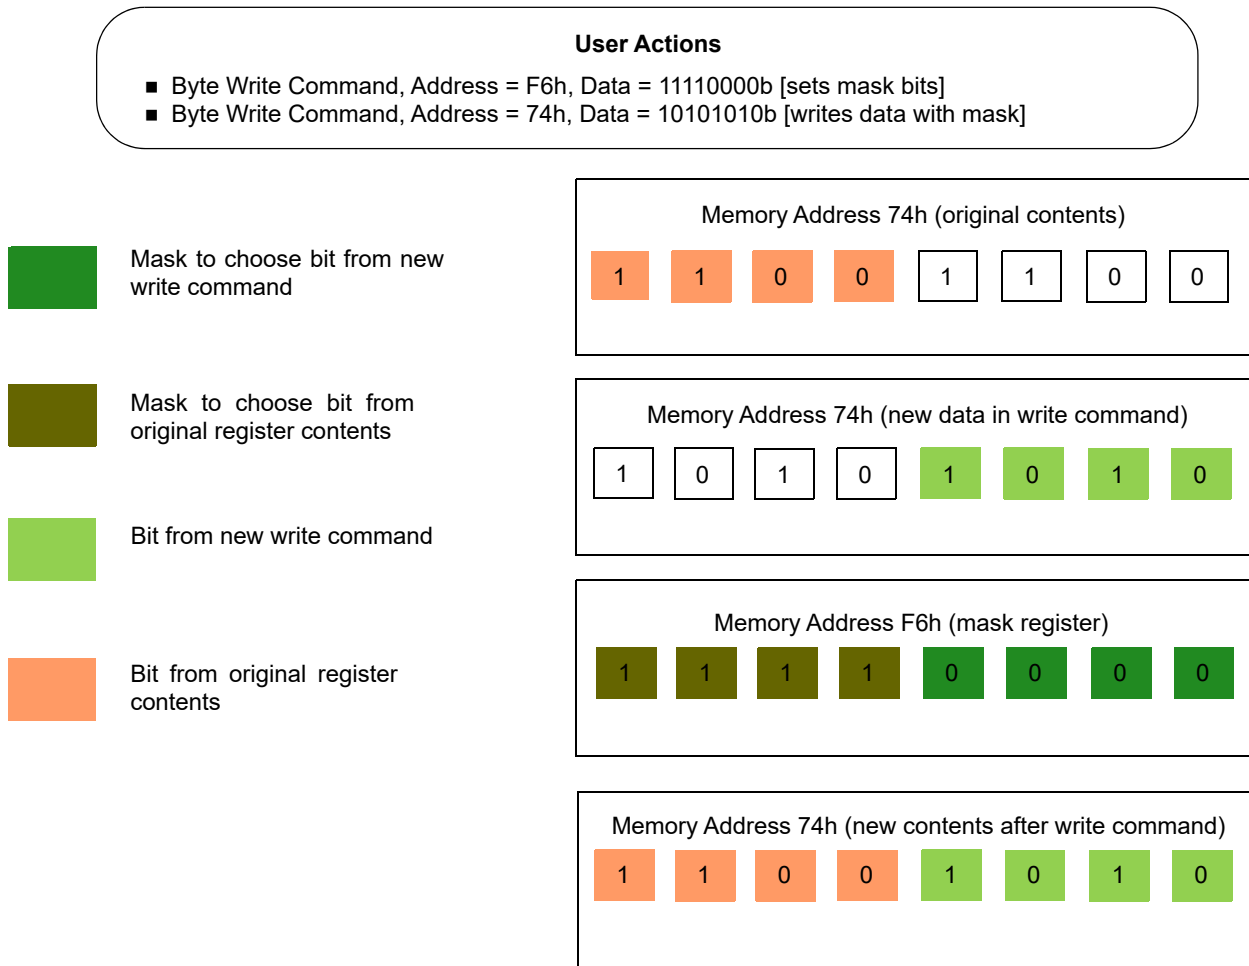 User Actions
■ Byte Write Command, Address = F6h, Data = 11110000b [sets mask bits]
■ Byte Write Command, Address = 74h, Data = 10101010b [writes data with mask]
Mask to choose bit from new
write command
Mask to choose bit from
original register contents
Bit from new write command
Bit from original register
contents
Memory Address 74h (original contents)
1 1 0 0 1 1 0 0
Memory Address 74h (new data in write command)
1 0 1 0 1 0 1 0
Memory Address F6h (mask register)
1 1 1 1 0 0 0 0
Memory Address 74h (new contents after write command)
1 1 0 0 1 0 1 0